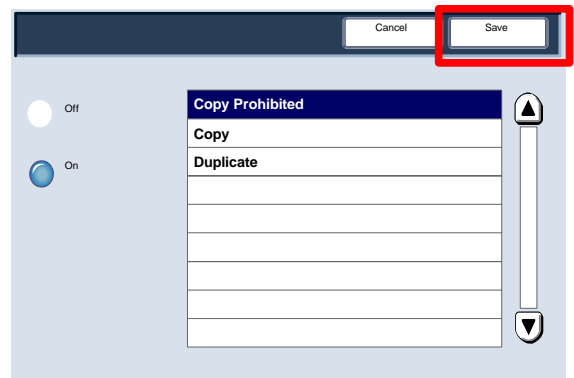 Cancel
Save
Off
On
Copy Prohibited
Copy
Duplicate